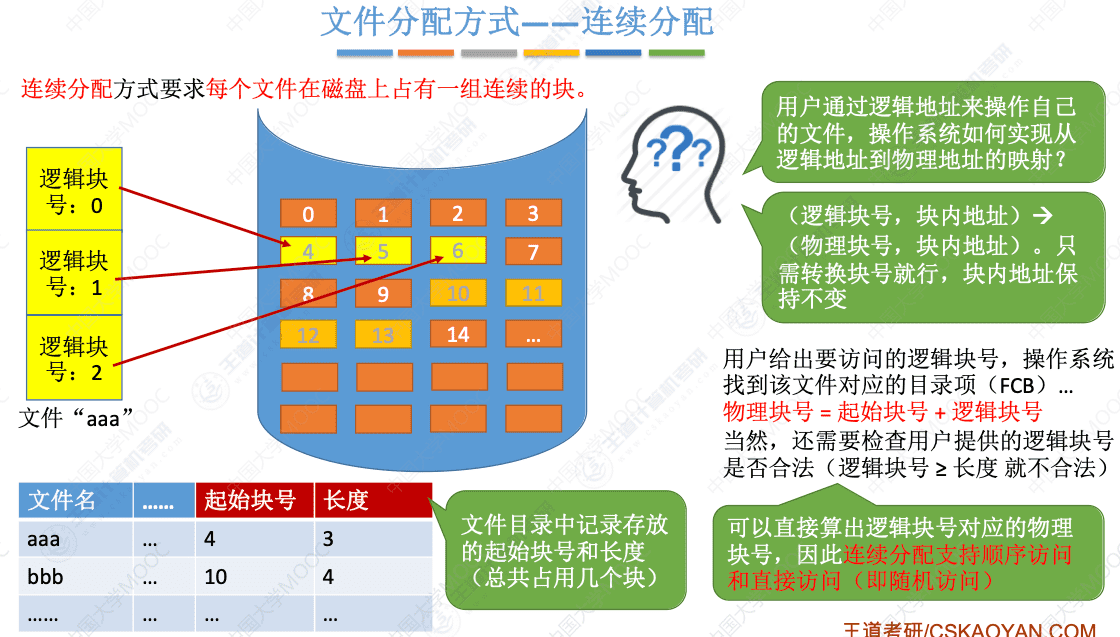 文件分配方式——连续分配
连续分配方式要求每个文件在磁盘上占有一组连续的块。
逻辑块
号：0
逻辑块
号：1
逻辑块
号：2
文件“aaa”
0 1 2 3
4 5 6 7
8 9 10 11
12 13 14 ...
???
用户通过逻辑地址来操作自己
的文件，操作系统如何实现从
逻辑地址到物理地址的映射？
（逻辑块号，块内地址）→
（物理块号，块内地址）。只
需转换块号就行，块内地址保
持不变
用户给出要访问的逻辑块号，操作系统
找到该文件对应的目录项（FCB）...
物理块号 = 起始块号 + 逻辑块号
当然，还需要检查用户提供的逻辑块号
是否合法（逻辑块号 ≥ 长度 就不合法）
文件名 …… 起始块号 长度
aaa ... 4 3
bbb ... 10 4
…… ... ... ...
文件目录中记录存放
的起始块号和长度
（总共占用几个块）
可以直接算出逻辑块号对应的物理
块号，因此连续分配支持顺序访问
和直接访问（即随机访问）
王道考研/CSKAOYAN.COM
中国大学MOOC
王道计算机考研